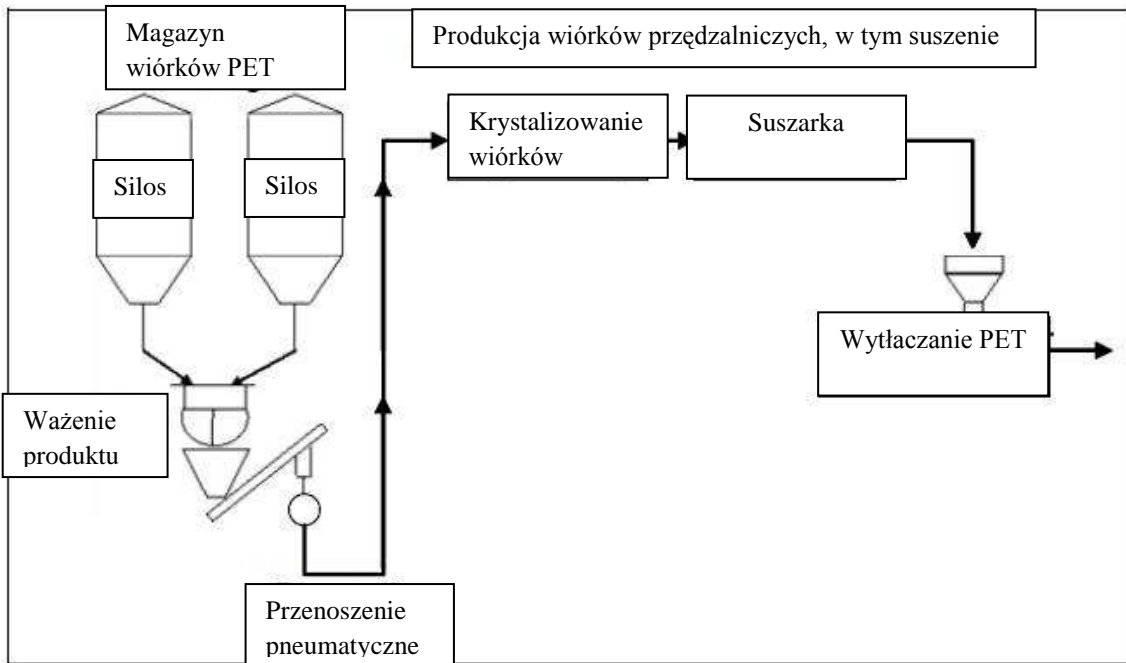 Magazyn
wiórków PET
Produkcja wiórków przędzalniczych, w tym suszenie
Krystalizowanie
wiórków
Suszarka
Silos
Silos
Wytłaczanie PET
Ważenie
produktu
Przenoszenie
pneumatyczne